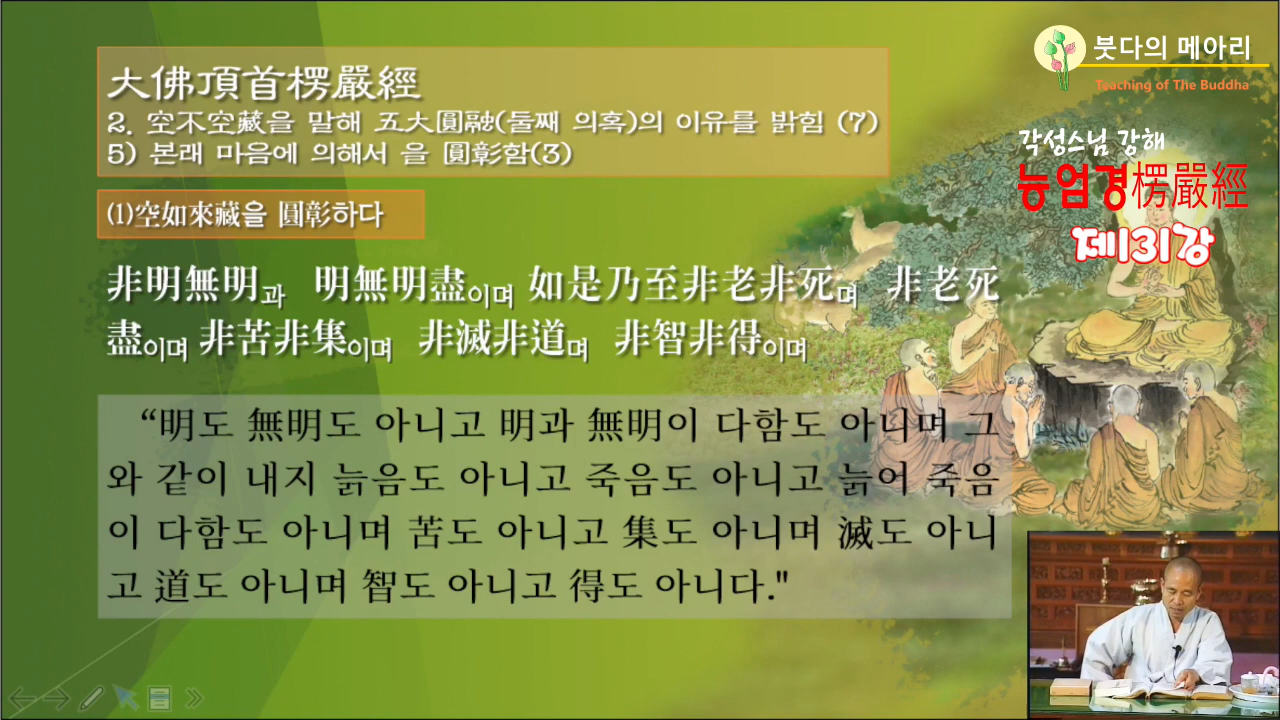 大佛頂首楞嚴經
2. 空不空藏을 말해 五大圓融(둘째 의혹)의 이유를 밝힘 (7)
5) 본래 마음에 의해서 을 圓彰함(3)
⑴空如來藏을 圓彰하다
非明無明과 明無明盡이며 如是乃至非老非死며 非老死
盡이며 非苦非集이며 非滅非道며 非智非得이며
“明도 無明도 아니고 明과 無明이 다함도 아니며 그
와 같이 내지 늙음도 아니고 죽음도 아니고 늙어 죽음
이 다함도 아니며 苦도 아니고 集도 아니며 滅도 아니
고 道도 아니며 智도 아니고 得도 아니다."
붓다의 메아리
Teaching of The Buddha
각성스님 강해
능엄경楞嚴經
제131강